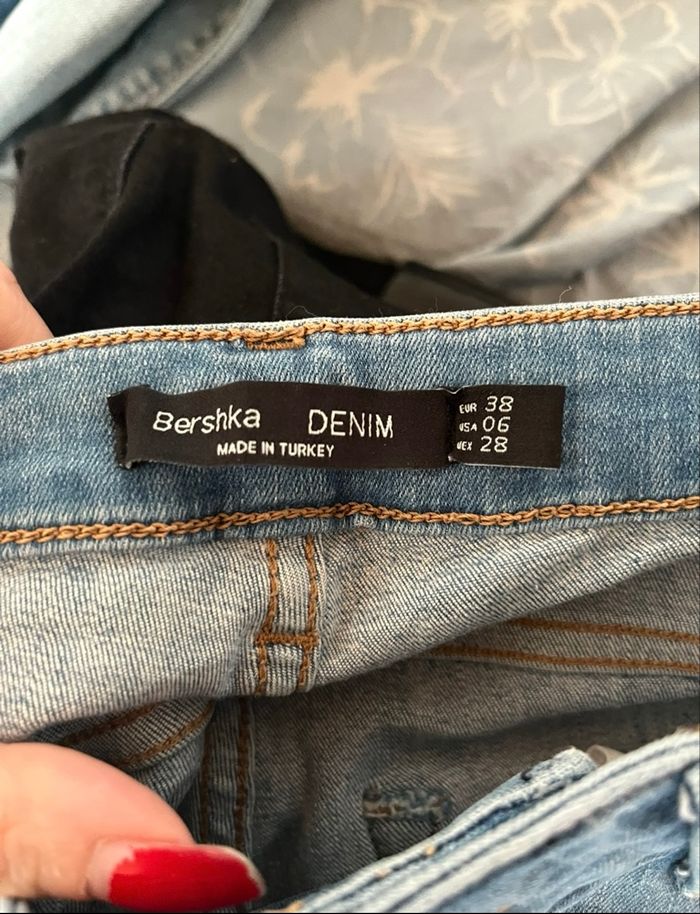 Bershka DENIM
MADE IN TURKEY
EUR 38
USA 06
MEX 28